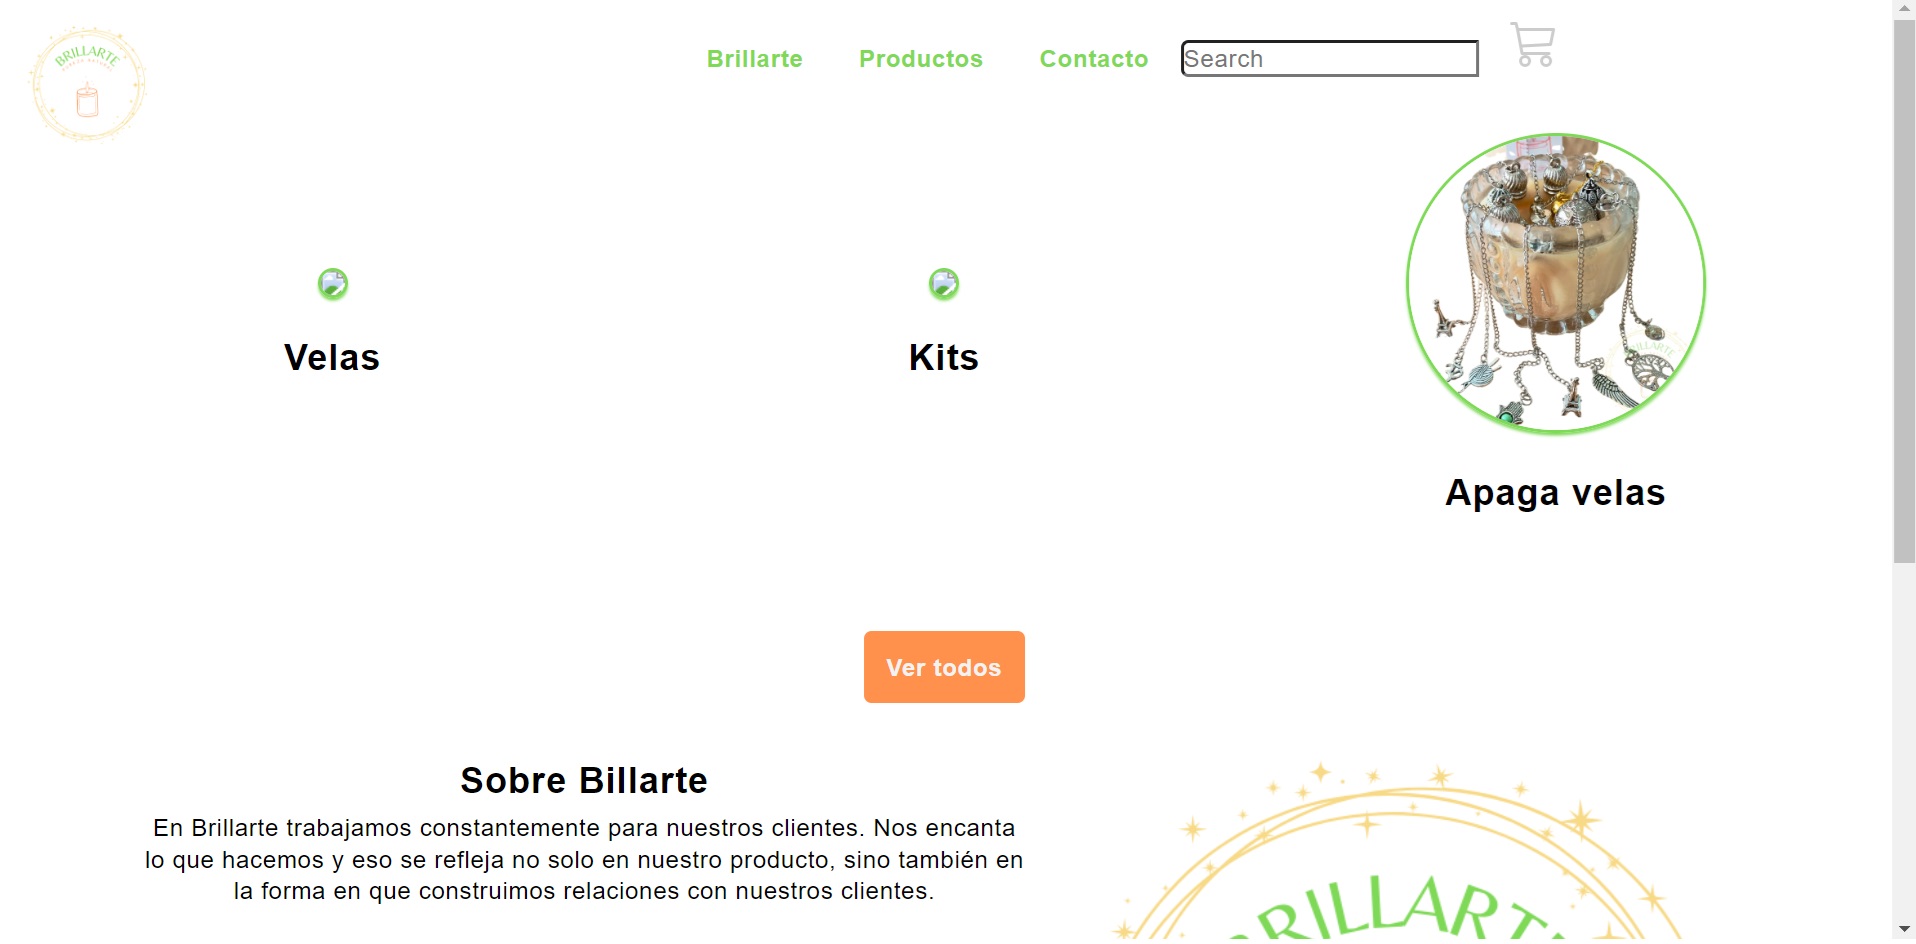 BRILLARTE
Brillarte
Productos
Contacto
Search
Velas
Kits
BRILLARTE
Apaga velas
Ver todos
Sobre Billarte
En Brillarte trabajamos constantemente para nuestros clientes. Nos encanta
lo que hacemos y eso se refleja no solo en nuestro producto, sino también en
la forma en que construimos relaciones con nuestros clientes.
BRILLARTE